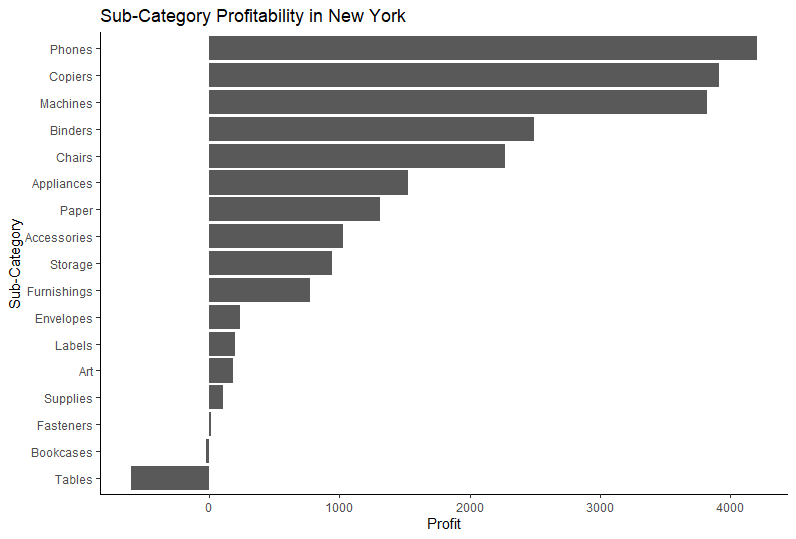 Sub-Category Profitability in New York
Phones
Copiers
Machines
Binders
Chairs
Appliances
Paper
Accessories
Storage
Furnishings
Envelopes
Labels
Art
Supplies
Fasteners
Bookcases
Tables
Sub-Category
0 1000 2000 3000 4000
Profit